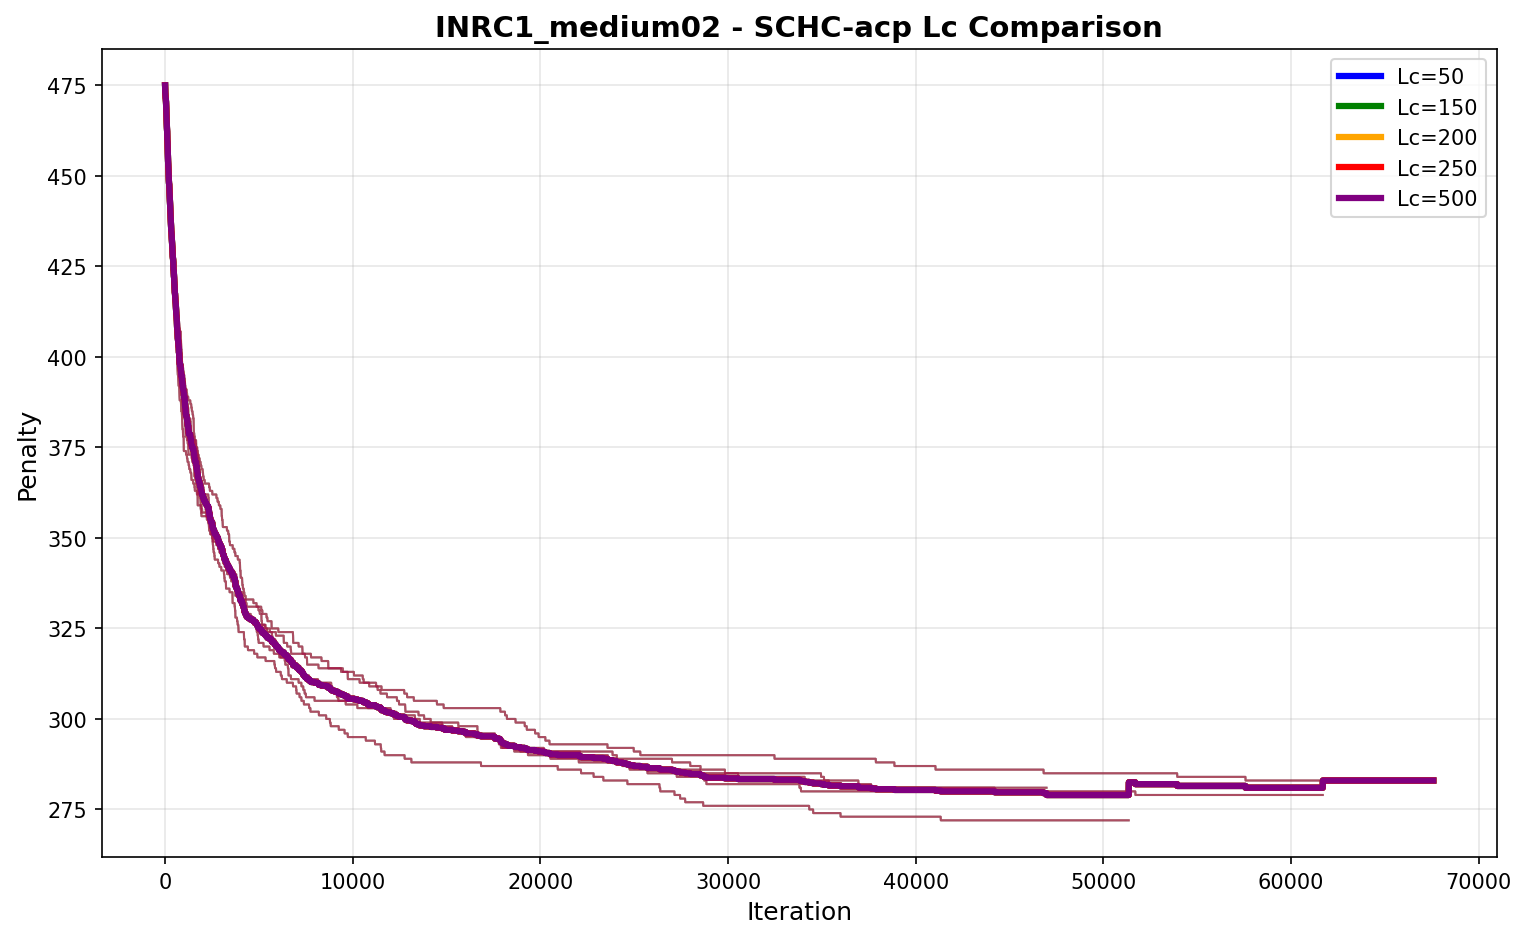 INRC1_medium02 - SCHC-acp Lc Comparison
Lc=50
Lc=150
Lc=200
Lc=250
Lc=500
Penalty
475
450
425
400
375
350
325
300
275
0 10000 20000 30000 40000 50000 60000 70000
Iteration